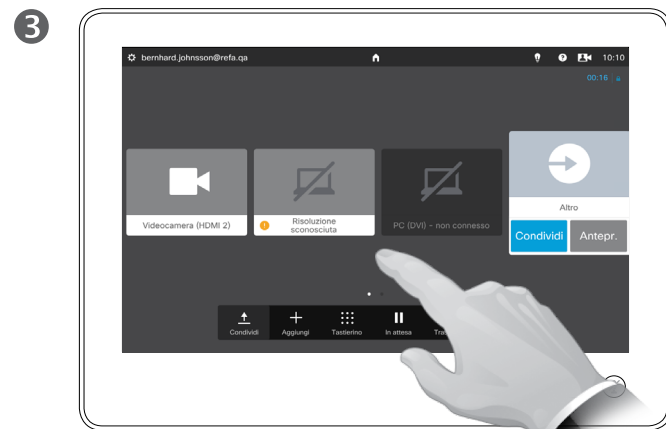 3
bernhard.johnsson@refa.qa
10:10
00:16
Videocamera (HDMI 2)
Risoluzione
sconosciuta
PC (DVI) - non connesso
Altro
Condividi Antepr.
Condividi Aggiungi Tastierino In attesa